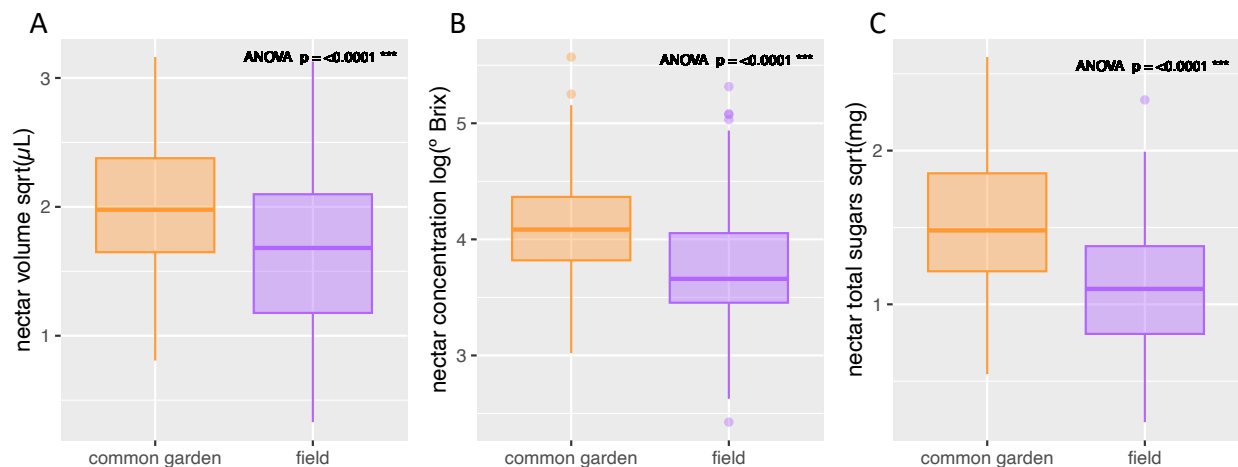 A
nectar volume sqrt(µL)
3
2
1
ANOVA p = <0.0001 ***
common garden
field
B
nectar concentration log(º Brix)
5
4
3
ANOVA p = <0.0001 ***
common garden
field
C
nectar total sugars sqrt(mg)
2
1
ANOVA p = <0.0001 ***
common garden
field